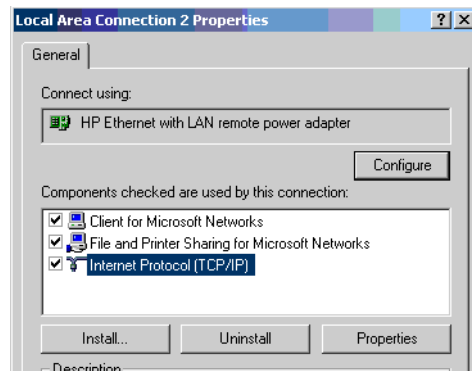 Local Area Connection 2 Properties
General
Connect using:
HP Ethernet with LAN remote power adapter
Configure
Components checked are used by this connection:
Client for Microsoft Networks
File and Printer Sharing for Microsoft Networks
Internet Protocol (TCP/IP)
Install... Uninstall Properties
Description